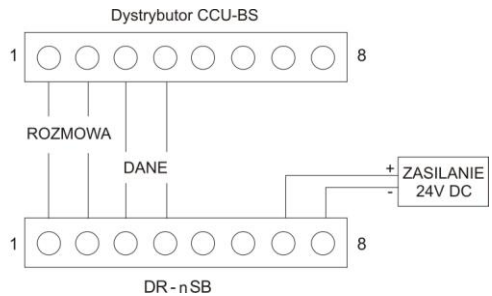 Dystrybutor CCU-BS
1 8
ROZMOWA
DANE
+ ZASILANIE
- 24V DC
1 8
DR-nSB